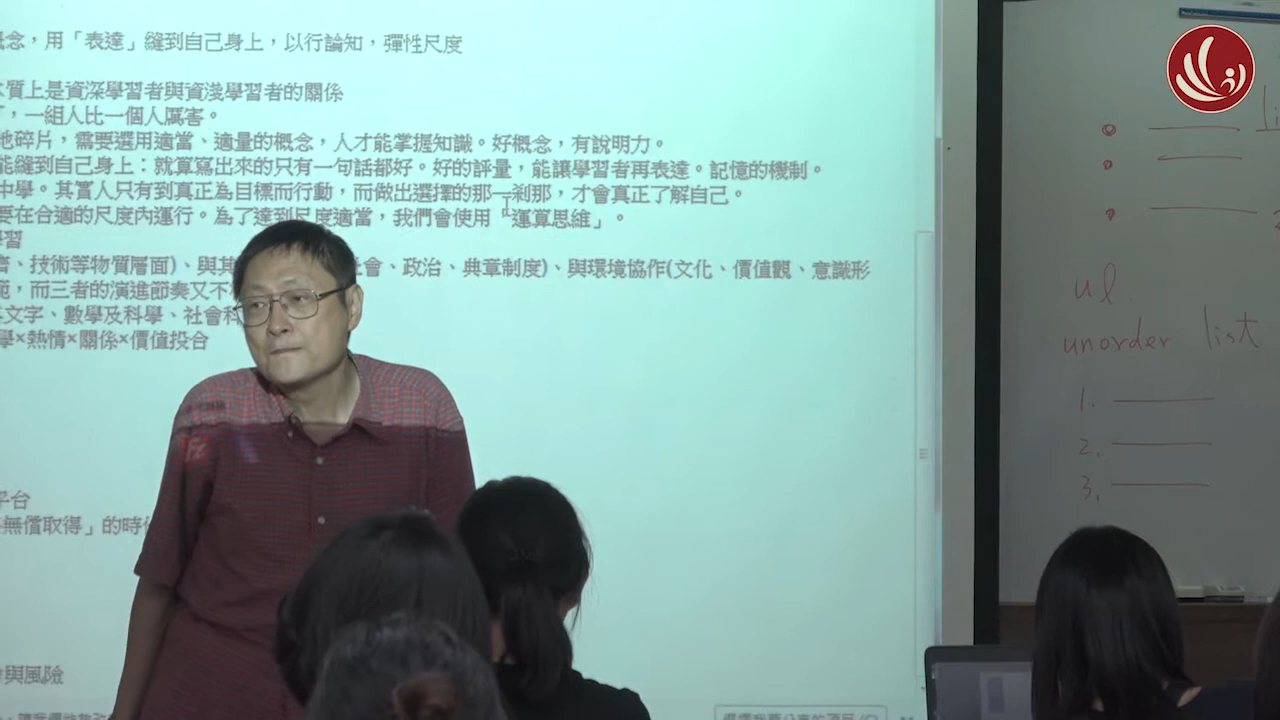 念，用「表達」縫到自己身上，以行論知，彈性尺度
質上是資深學習者與資淺學習者的關係
，一組人比一個人厲害。
碎片，需要選用適當、適量的概念，人才能掌握知識。好概念，有說明力。
能縫到自己身上：就算寫出來的只有一句話都好。好的評量，能讓學習者再表達。記憶的機制。
中學。其實人只有到真正為目標而行動，而做出選擇的那一剎那，才會真正了解自己。
要在合適的尺度內運行。為了達到尺度適當，我們會使用「運算思維」。
學習
、技術等物質層面)、與其
會、政治、典章制度)、與環境協作(文化、價值觀、意識形
，而三者的演進節奏又不
文字、數學及科學、社會科
學×熱情×關係×價值投合
平台
無償取得」的時
與風險
ul.
unorder list
1.
2.
3.